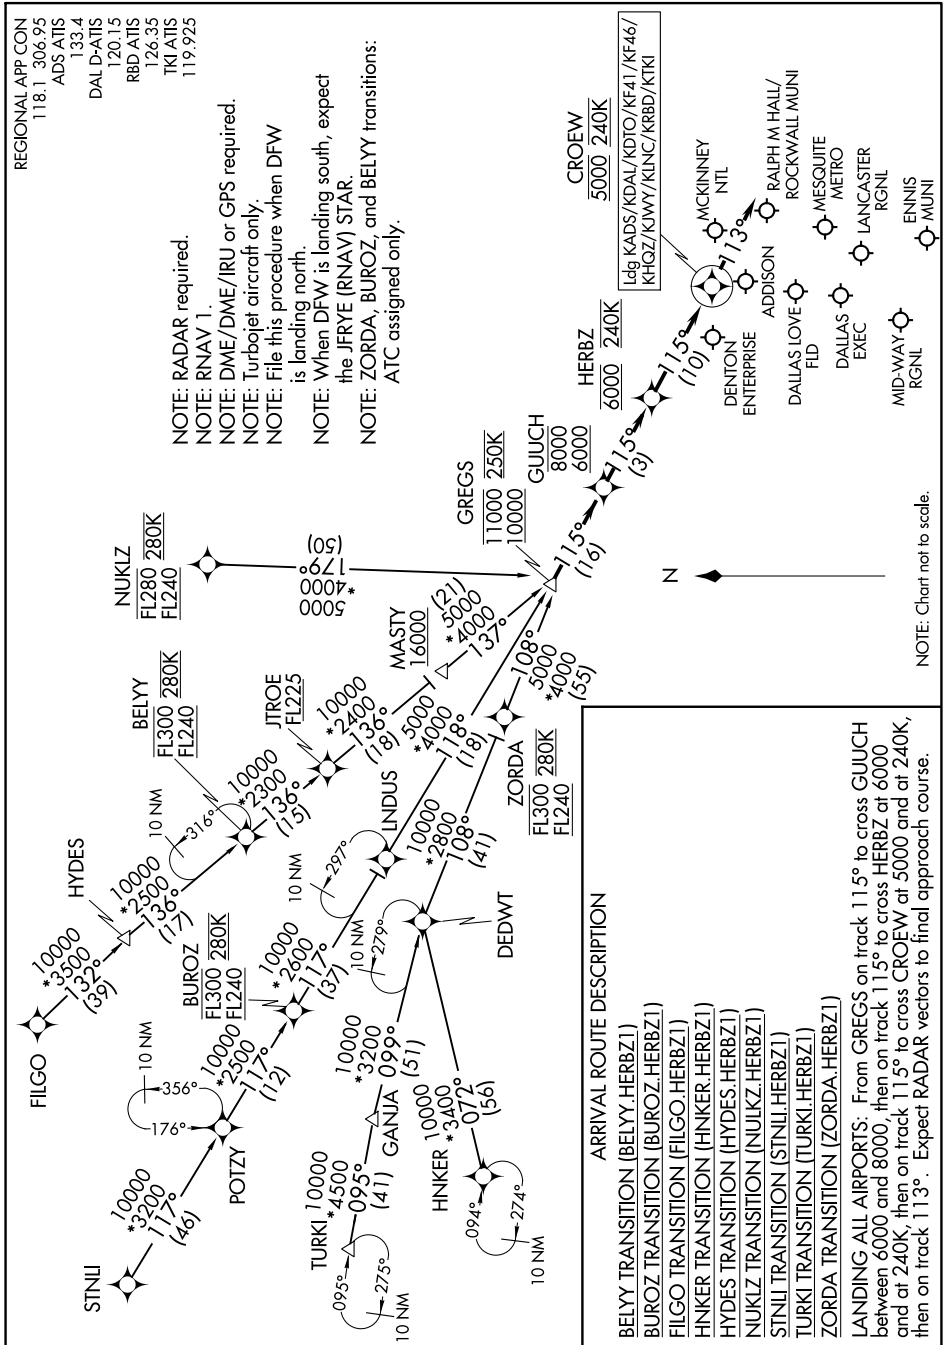 REGIONAL APP CON
118.1 306.95
ADS ATIS
133.4
DAL D-ATIS
120.15
RBD ATIS
126.35
TKI ATIS
119.925
NOTE: RADAR required.
NOTE: RNAV 1.
NOTE: DME/DME/IRU or GPS required.
NOTE: Turbojet aircraft only.
NOTE: File this procedure when DFW
is landing north.
NOTE: When DFW is landing south, expect
the JFRYE (RNAV) STAR.
NOTE: ZORDA, BUROZ, and BELYY transitions:
ATC assigned only.
FILGO
10000
*3500
132°
(39)
HYDES
10000
*2500
136°
(17)
10 NM
316°
BELYY
FL300 280K
FL240
10000
*2300
136°
(15)
JTROE
FL225
10000
*2400
136°
(18)
MASTY
16000
(21)
5000
*4000
137°
NUKLZ
FL280 280K
FL240
5000
*4000
179°
(50)
STNLI
10000
*3200
117°
(46)
POTZY
10 NM
356°
176°
10000
*2500
117°
(12)
BUROZ
FL300 280K
FL240
10000
*2600
117°
(37)
10 NM
297°
LNDUS
5000
*4000
118°
(18)
TURKI
10000
*4500
095°
(41)
095°
275°
10 NM
GANJA
10000
*3200
099°
(51)
10 NM
279°
HNKER
10000
*3400
072°
(56)
094°
274°
10 NM
DEDWT
10000
*2800
108°
(41)
ZORDA
FL300 280K
FL240
108°
5000
*4000
(55)
GREGS
11000 250K
10000
115°
(16)
GUUCH
8000
6000
115°
(3)
HERBZ
6000 240K
115°
(10)
CROEW
5000 240K
Ldg KADS/KDAL/KDTO/KF41/KF46/
KHQZ/KJWY/KLNC/KRBD/KTKI
113°
MCKINNEY
NTL
RALPH M HALL/
ROCKWALL MUNI
MESQUITE
METRO
LANCASTER
RGNL
ENNIS
MUNI
ADDISON
DENTON
ENTERPRISE
DALLAS LOVE
FLD
DALLAS
EXEC
MID-WAY
RGNL
N
NOTE: Chart not to scale.
ARRIVAL ROUTE DESCRIPTION
BELYY TRANSITION (BELYY.HERBZ1)
BUROZ TRANSITION (BUROZ.HERBZ1)
FILGO TRANSITION (FILGO.HERBZ1)
HNKER TRANSITION (HNKER.HERBZ1)
HYDES TRANSITION (HYDES.HERBZ1)
NUKLZ TRANSITION (NULKZ.HERBZ1)
STNLI TRANSITION (STNLI.HERBZ1)
TURKI TRANSITION (TURKI.HERBZ1)
ZORDA TRANSITION (ZORDA.HERBZ1)
LANDING ALL AIRPORTS: From GREGS on track 115° to cross GUUCH
between 6000 and 8000, then on track 115° to cross HERBZ at 6000
and at 240K, then on track 115° to cross CROEW at 5000 and at 240K,
then on track 113°. Expect RADAR vectors to final approach course.